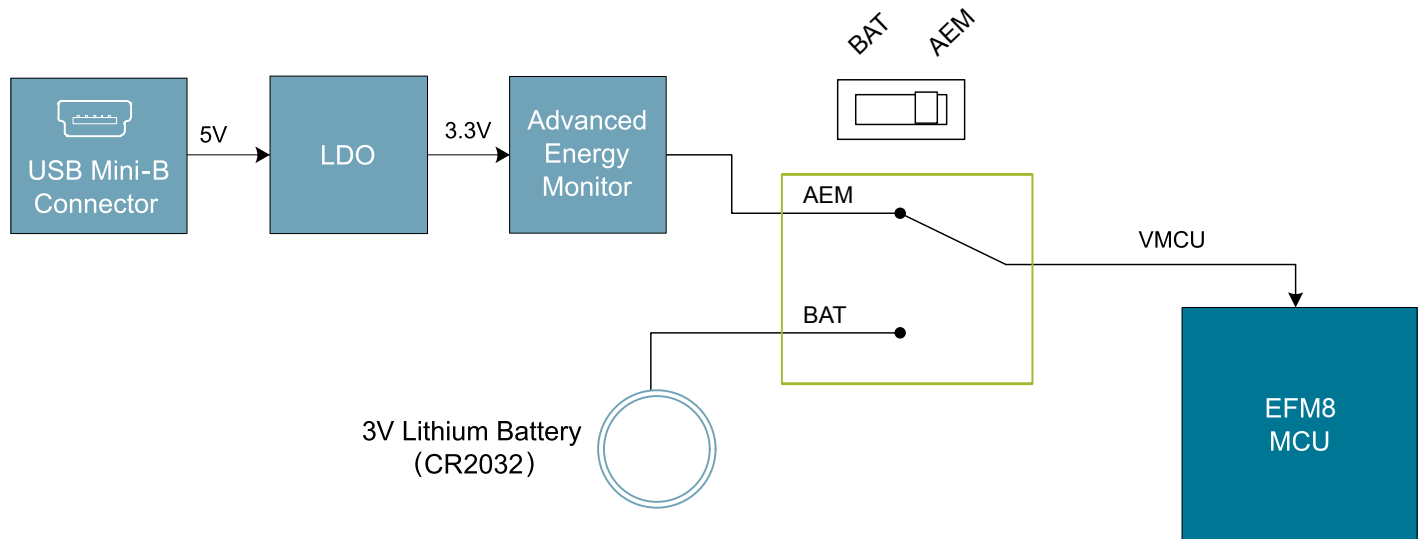 BAT
AEM
USB Mini-B
Connector
5V
LDO
3.3V
Advanced
Energy
Monitor
AEM
BAT
VMCU
3V Lithium Battery
(CR2032)
EFM8
MCU